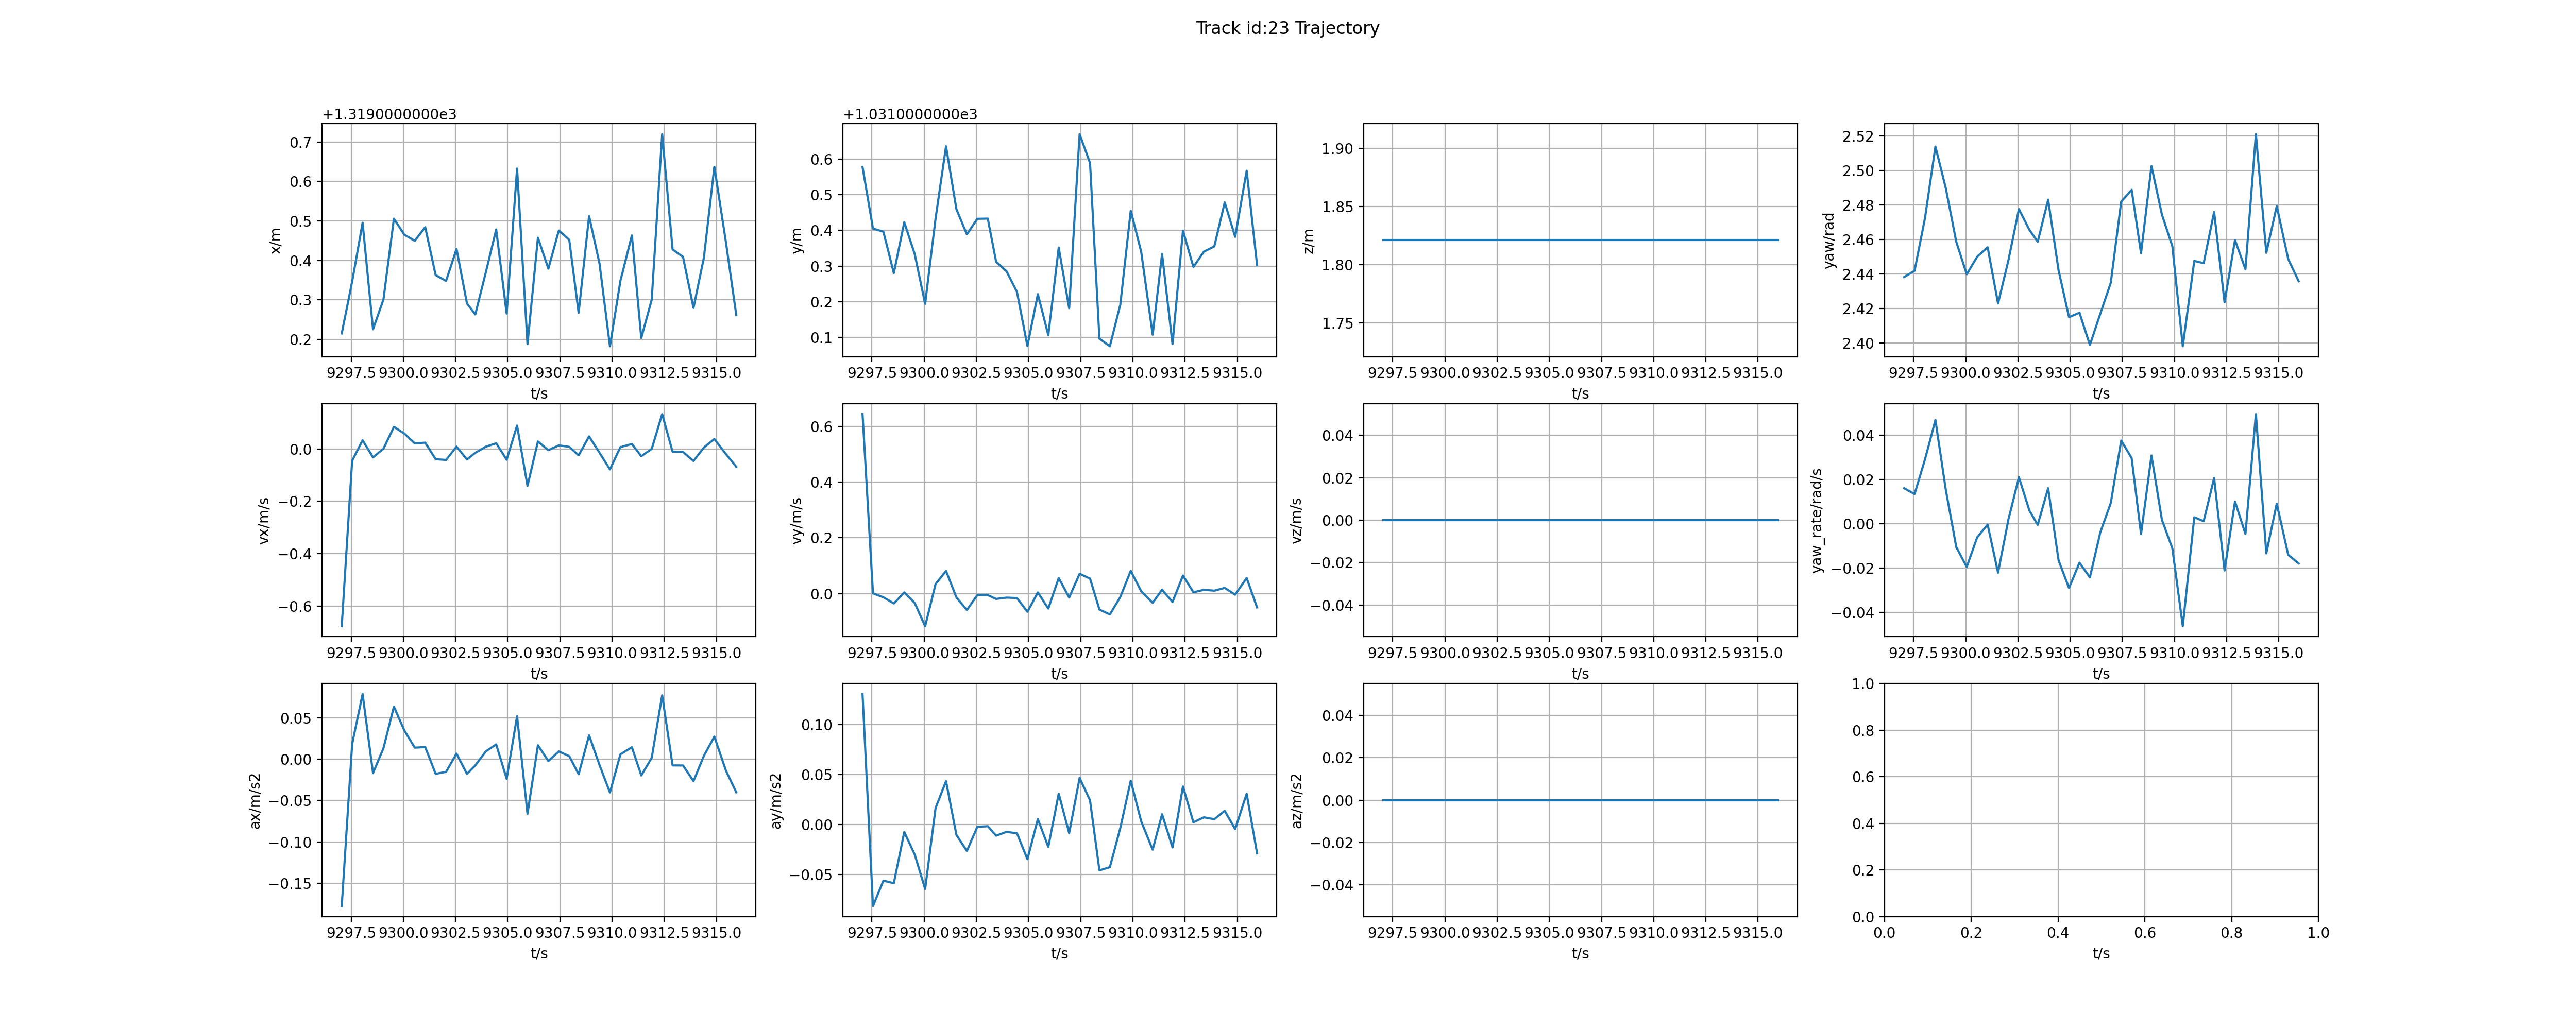 Track id:23 Trajectory
+1.3190000000e3
0.7
0.6
0.5
0.4
0.3
0.2
x/m
9297.5 9300.0 9302.5 9305.0 9307.5 9310.0 9312.5 9315.0
t/s
+1.0310000000e3
0.6
0.5
0.4
0.3
0.2
0.1
y/m
9297.5 9300.0 9302.5 9305.0 9307.5 9310.0 9312.5 9315.0
t/s
1.90
1.85
1.80
1.75
z/m
9297.5 9300.0 9302.5 9305.0 9307.5 9310.0 9312.5 9315.0
t/s
2.52
2.50
2.48
2.46
2.44
2.42
2.40
yaw/rad
9297.5 9300.0 9302.5 9305.0 9307.5 9310.0 9312.5 9315.0
t/s
0.0
−0.2
−0.4
−0.6
vx/m/s
9297.5 9300.0 9302.5 9305.0 9307.5 9310.0 9312.5 9315.0
t/s
0.6
0.4
0.2
0.0
vy/m/s
9297.5 9300.0 9302.5 9305.0 9307.5 9310.0 9312.5 9315.0
t/s
0.04
0.02
0.00
−0.02
−0.04
vz/m/s
9297.5 9300.0 9302.5 9305.0 9307.5 9310.0 9312.5 9315.0
t/s
0.04
0.02
0.00
−0.02
−0.04
yaw_rate/rad/s
9297.5 9300.0 9302.5 9305.0 9307.5 9310.0 9312.5 9315.0
t/s
0.05
0.00
−0.05
−0.10
−0.15
ax/m/s2
9297.5 9300.0 9302.5 9305.0 9307.5 9310.0 9312.5 9315.0
t/s
0.10
0.05
0.00
−0.05
ay/m/s2
9297.5 9300.0 9302.5 9305.0 9307.5 9310.0 9312.5 9315.0
t/s
0.04
0.02
0.00
−0.02
−0.04
az/m/s2
9297.5 9300.0 9302.5 9305.0 9307.5 9310.0 9312.5 9315.0
t/s
1.0
0.8
0.6
0.4
0.2
0.0
0.0 0.2 0.4 0.6 0.8 1.0
t/s